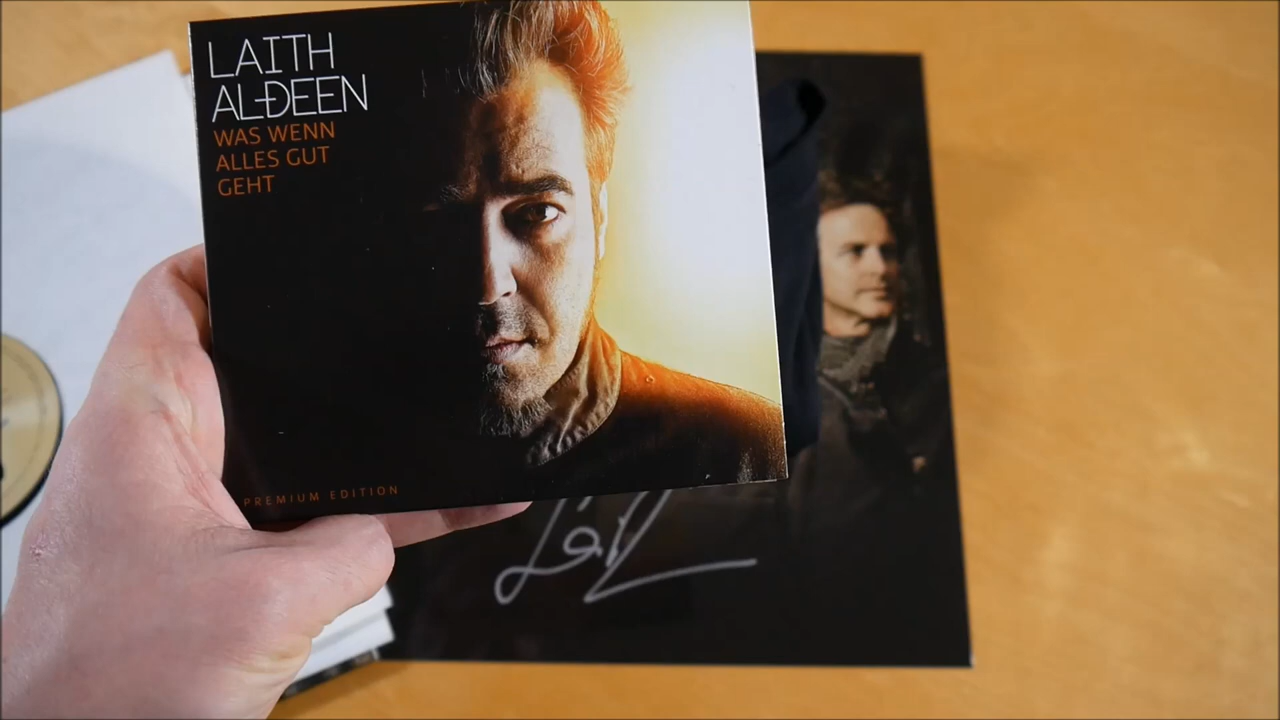 LAITH
AL-DEEN
WAS WENN
ALLES GUT
GEHT
PREMIUM EDITION